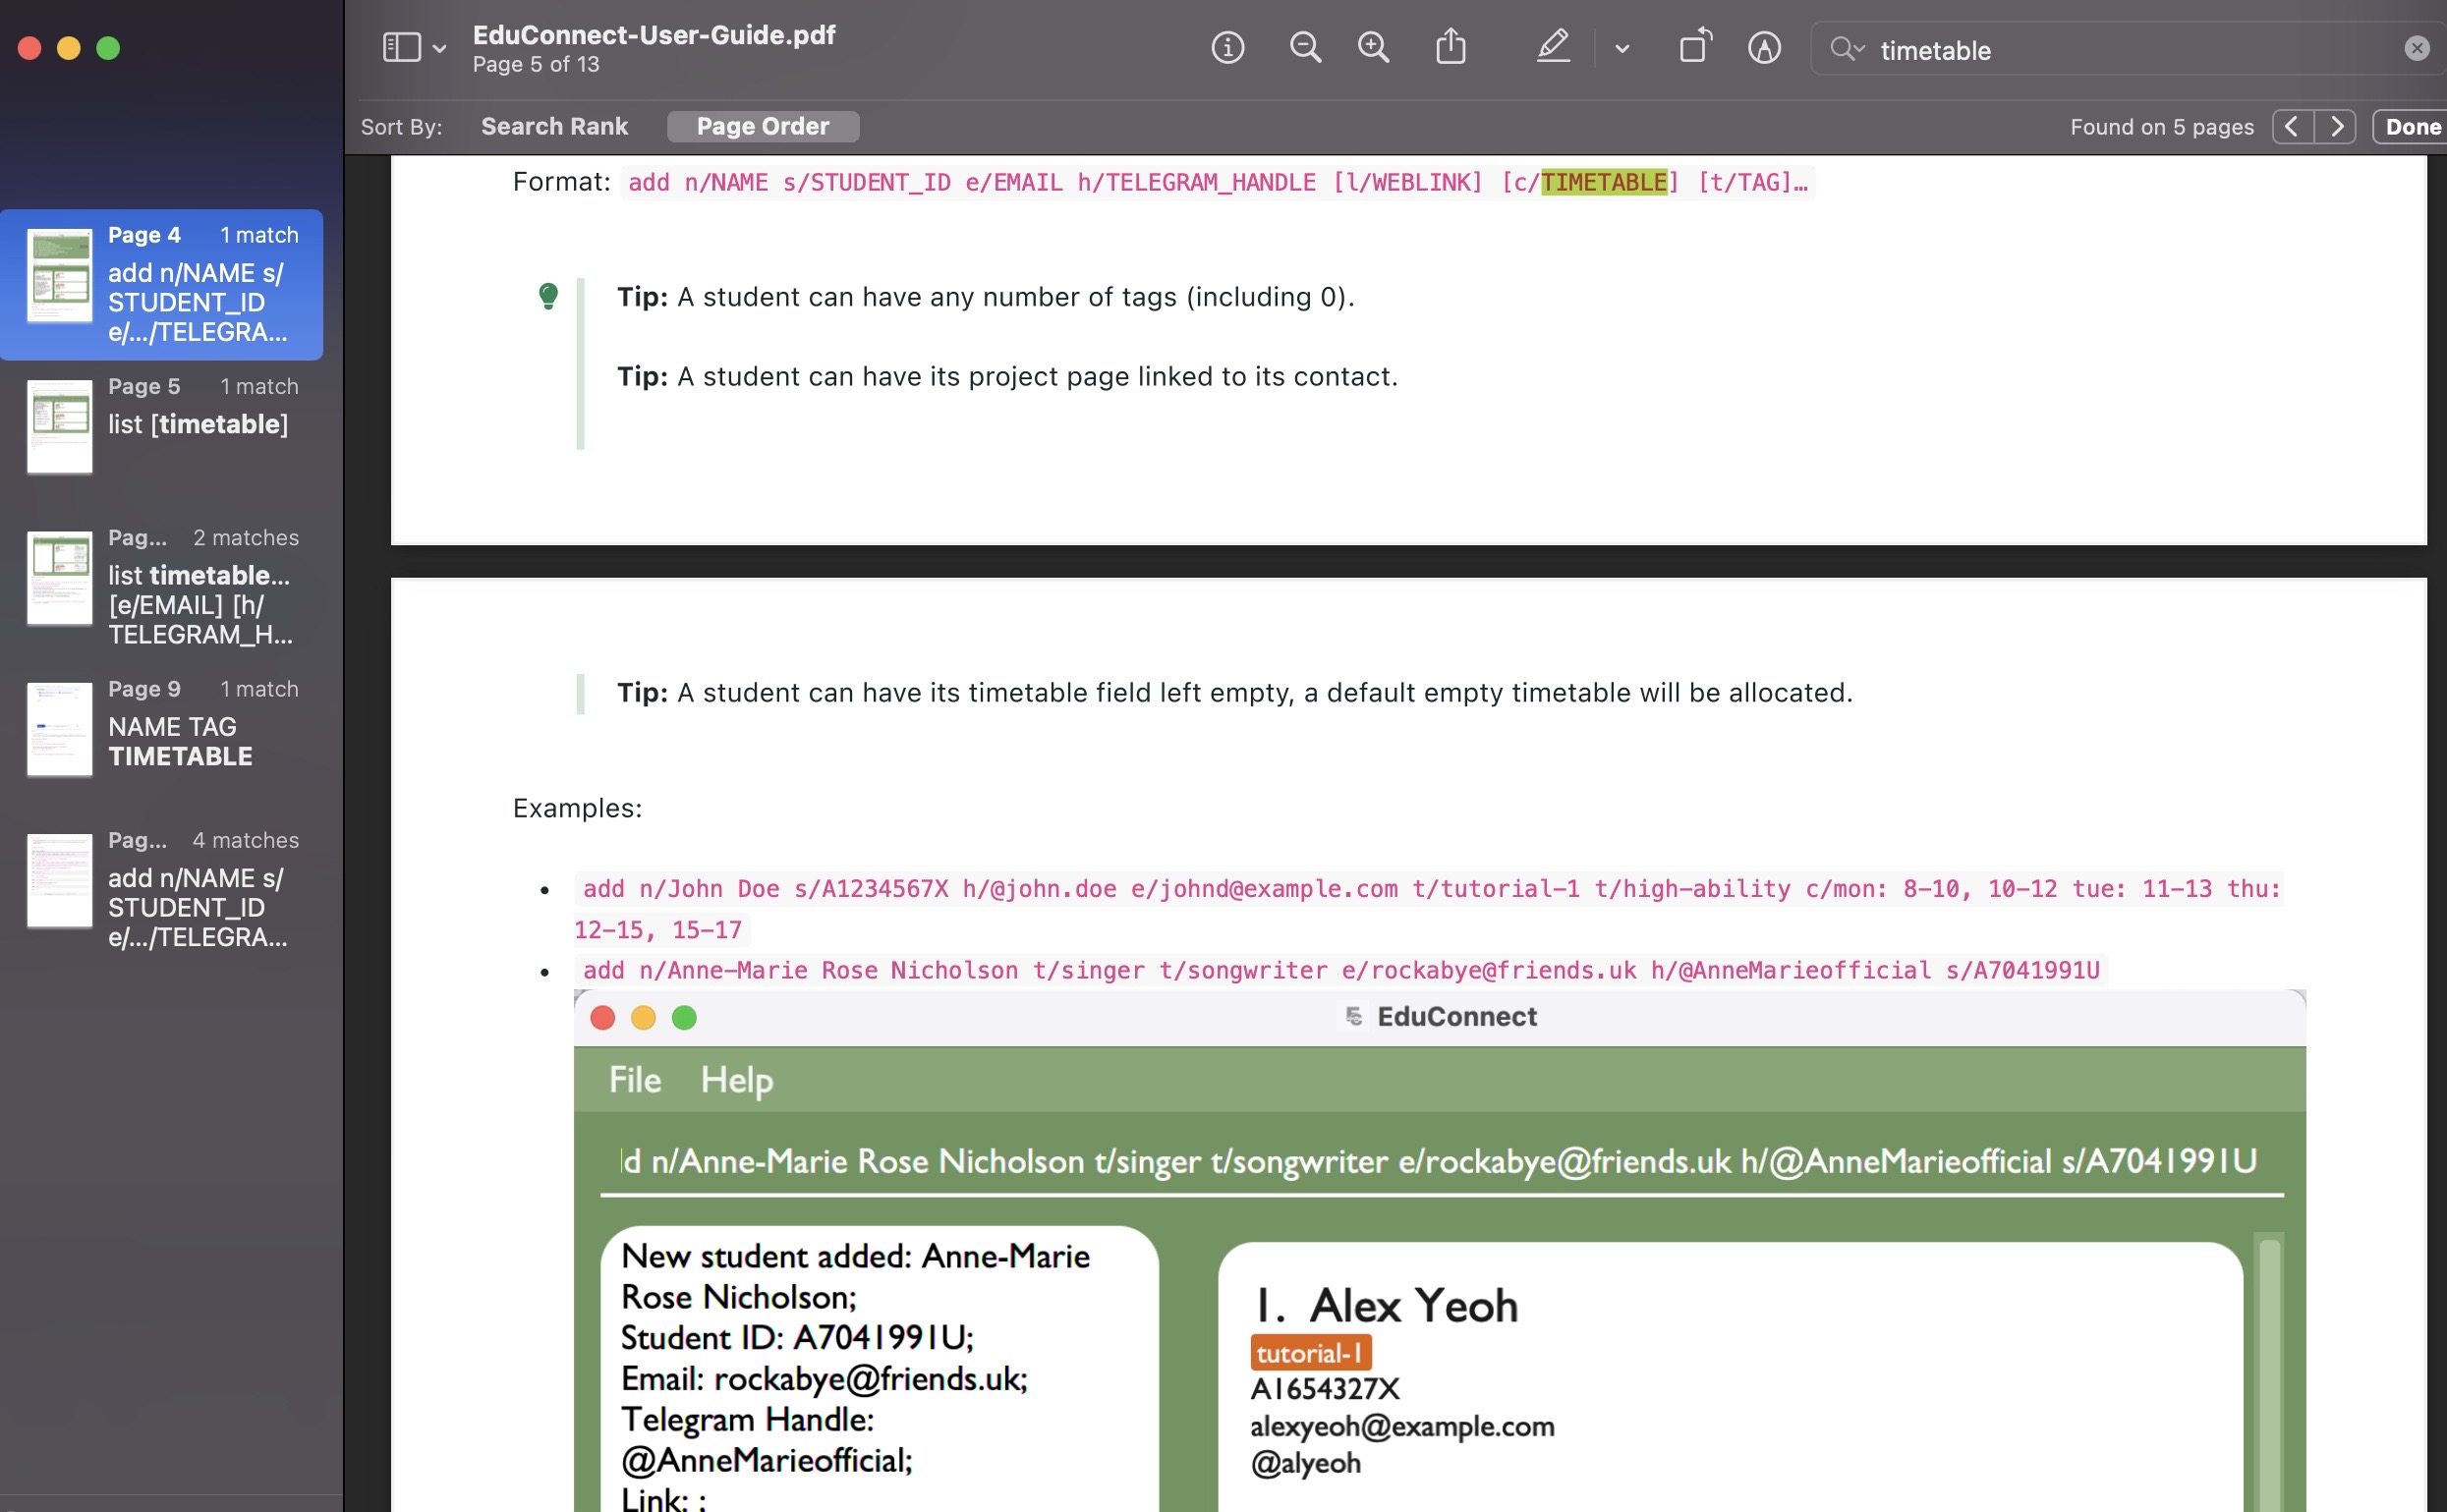 EduConnect-User-Guide.pdf
Page 5 of 13
timetable
Sort By:
Search Rank
Page Order
Found on 5 pages
Done
Page 4
1 match
add n/NAME s/
STUDENT_ID
e/.../TELEGRA...
Page 5
1 match
list [timetable]
Pag...
2 matches
list timetable...
[e/EMAIL] [h/
TELEGRAM_H...
Page 9
1 match
NAME TAG
TIMETABLE
Pag...
4 matches
add n/NAME s/
STUDENT_ID
e/.../TELEGRA...
Format: add n/NAME s/STUDENT_ID e/EMAIL h/TELEGRAM_HANDLE [l/WEBLINK] [c/TIMETABLE] [t/TAG]…
Tip: A student can have any number of tags (including 0).
Tip: A student can have its project page linked to its contact.
Tip: A student can have its timetable field left empty, a default empty timetable will be allocated.
Examples:
• add n/John Doe s/A1234567X h/@john.doe e/johnd@example.com t/tutorial-1 t/high-ability c/mon: 8-10, 10-12 tue: 11-13 thu:
12-15, 15-17
• add n/Anne-Marie Rose Nicholson t/singer t/songwriter e/rockabye@friends.uk h/@AnneMarieofficial s/A7041991U
EduConnect
File Help
d n/Anne-Marie Rose Nicholson t/singer t/songwriter e/rockabye@friends.uk h/@AnneMarieofficial s/A7041991U
New student added: Anne-Marie
Rose Nicholson;
Student ID: A7041991U;
Email: rockabye@friends.uk;
Telegram Handle:
@AnneMarieofficial;
Link: ;
1. Alex Yeoh
tutorial-1
A1654327X
alexyeoh@example.com
@alyeoh